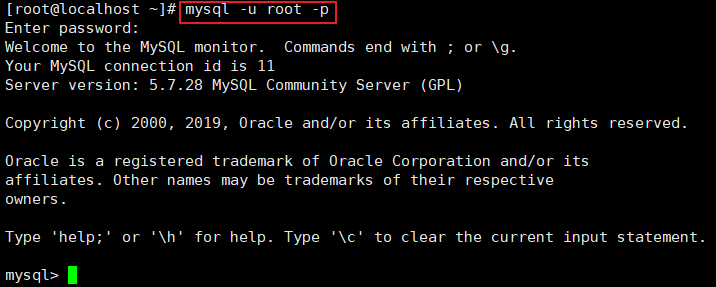 [root@localhost ~]# mysql -u root -p
Enter password:
Welcome to the MySQL monitor.  Commands end with ; or \g.
Your MySQL connection id is 11
Server version: 5.7.28 MySQL Community Server (GPL)

Copyright (c) 2000, 2019, Oracle and/or its affiliates. All rights reserved.

Oracle is a registered trademark of Oracle Corporation and/or its
affiliates. Other names may be trademarks of their respective
owners.

Type 'help;' or '\h' for help. Type '\c' to clear the current input statement.

mysql>